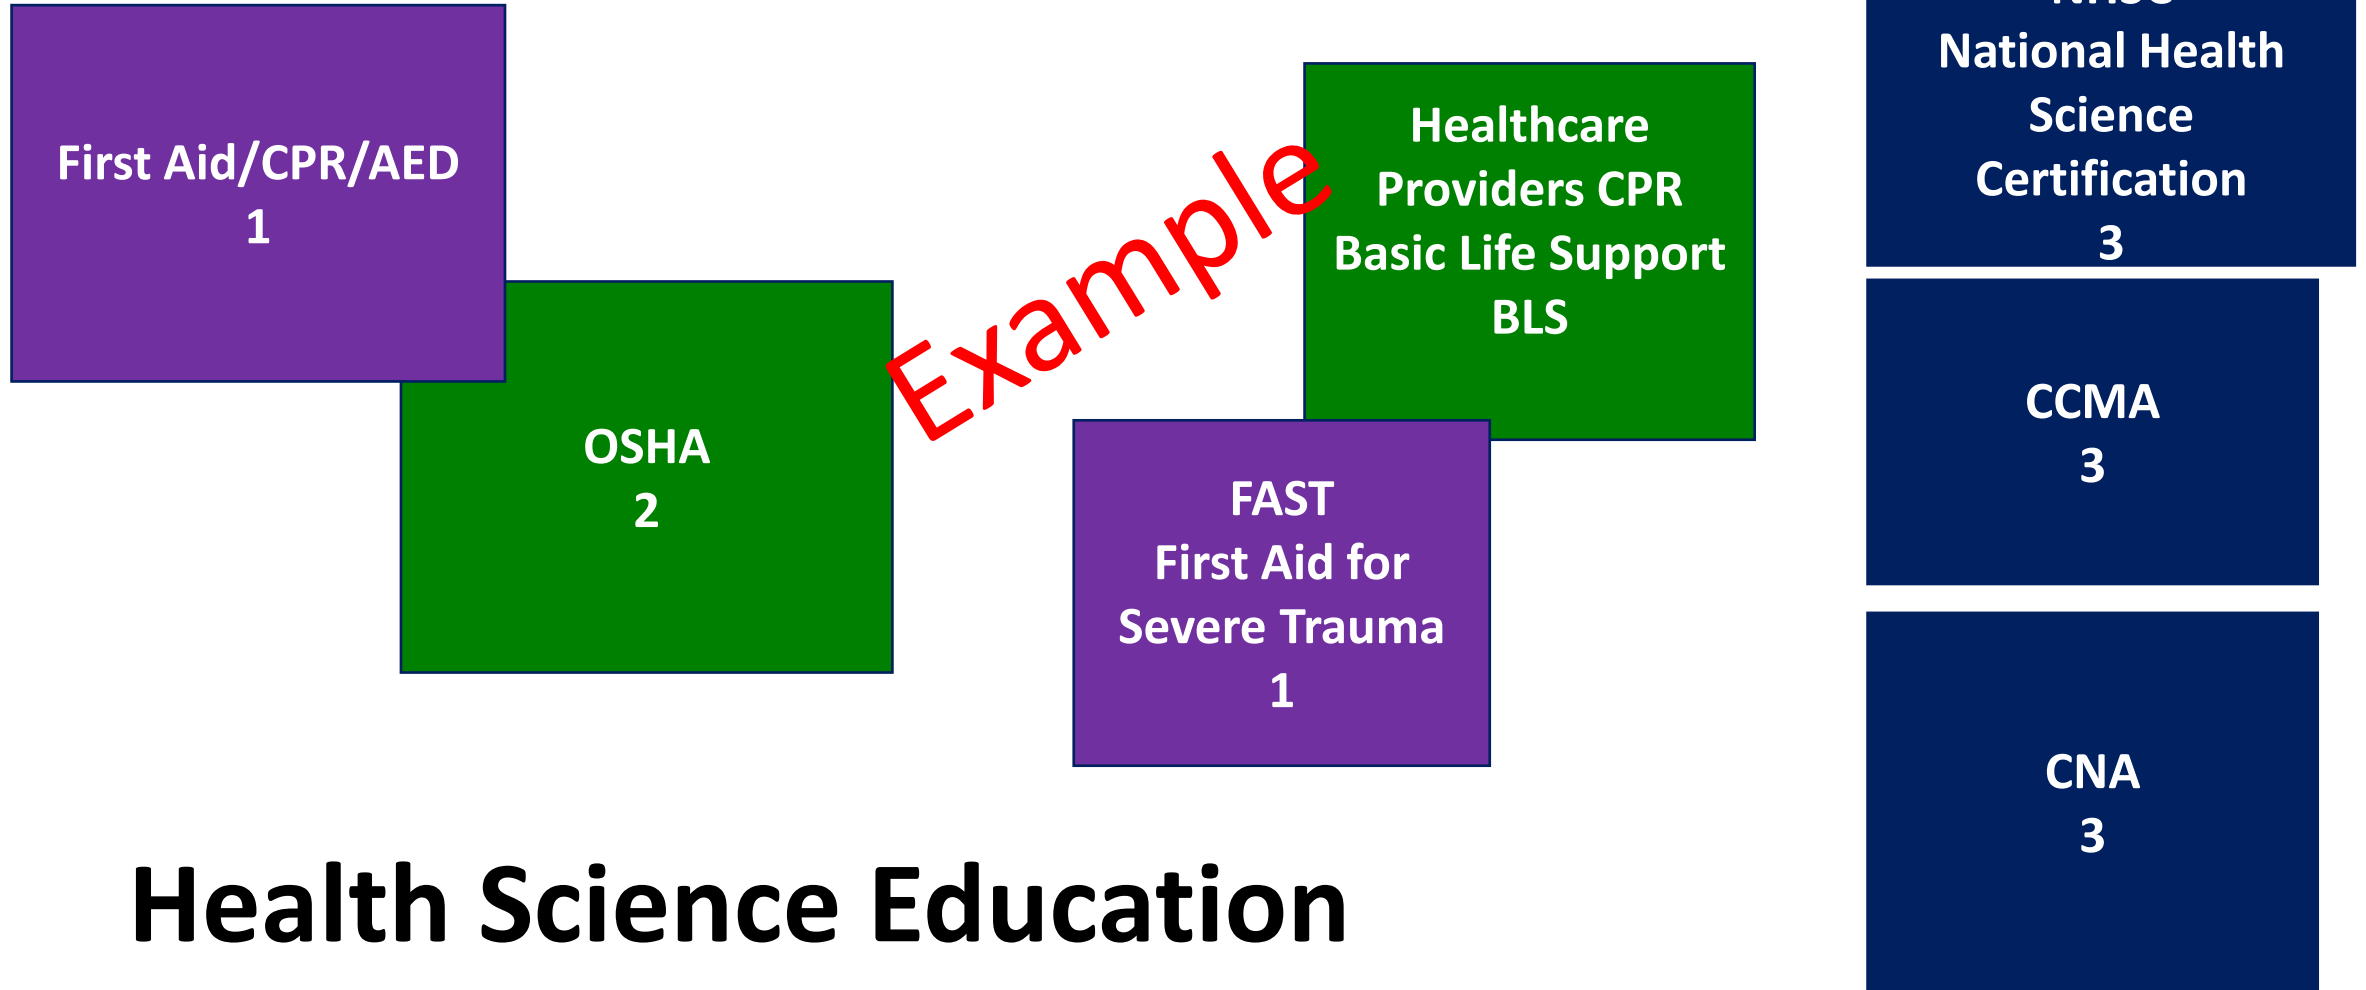 First Aid/CPR/AED
1
OSHA
2
Example
Healthcare
Providers CPR
Basic Life Support
BLS
FAST
First Aid for
Severe Trauma
1
National Health
Science
Certification
3
CCMA
3
CNA
3
Health Science Education